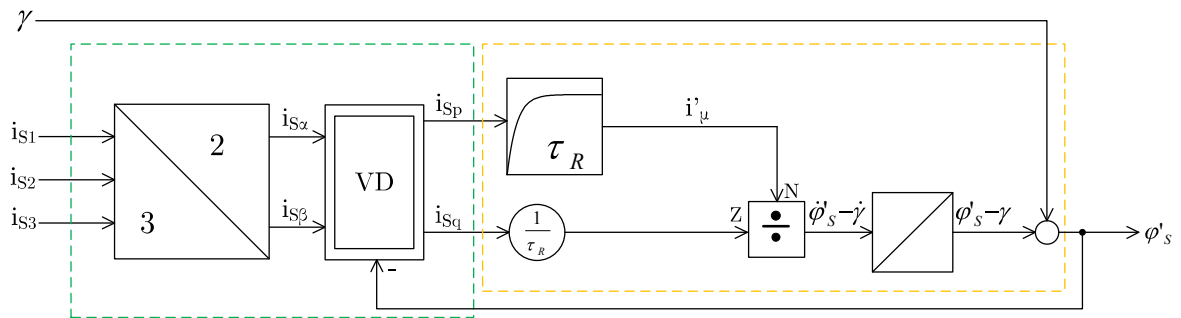 γ
i_S1
i_S2
i_S3
3
2
i_Sα
i_Sβ
VD
-
i_Sp
i_Sq
τ_R
1
τ_R
i'_μ
Z
N
÷
φ̇'_S−γ̇
φ'_S−γ
φ'_S